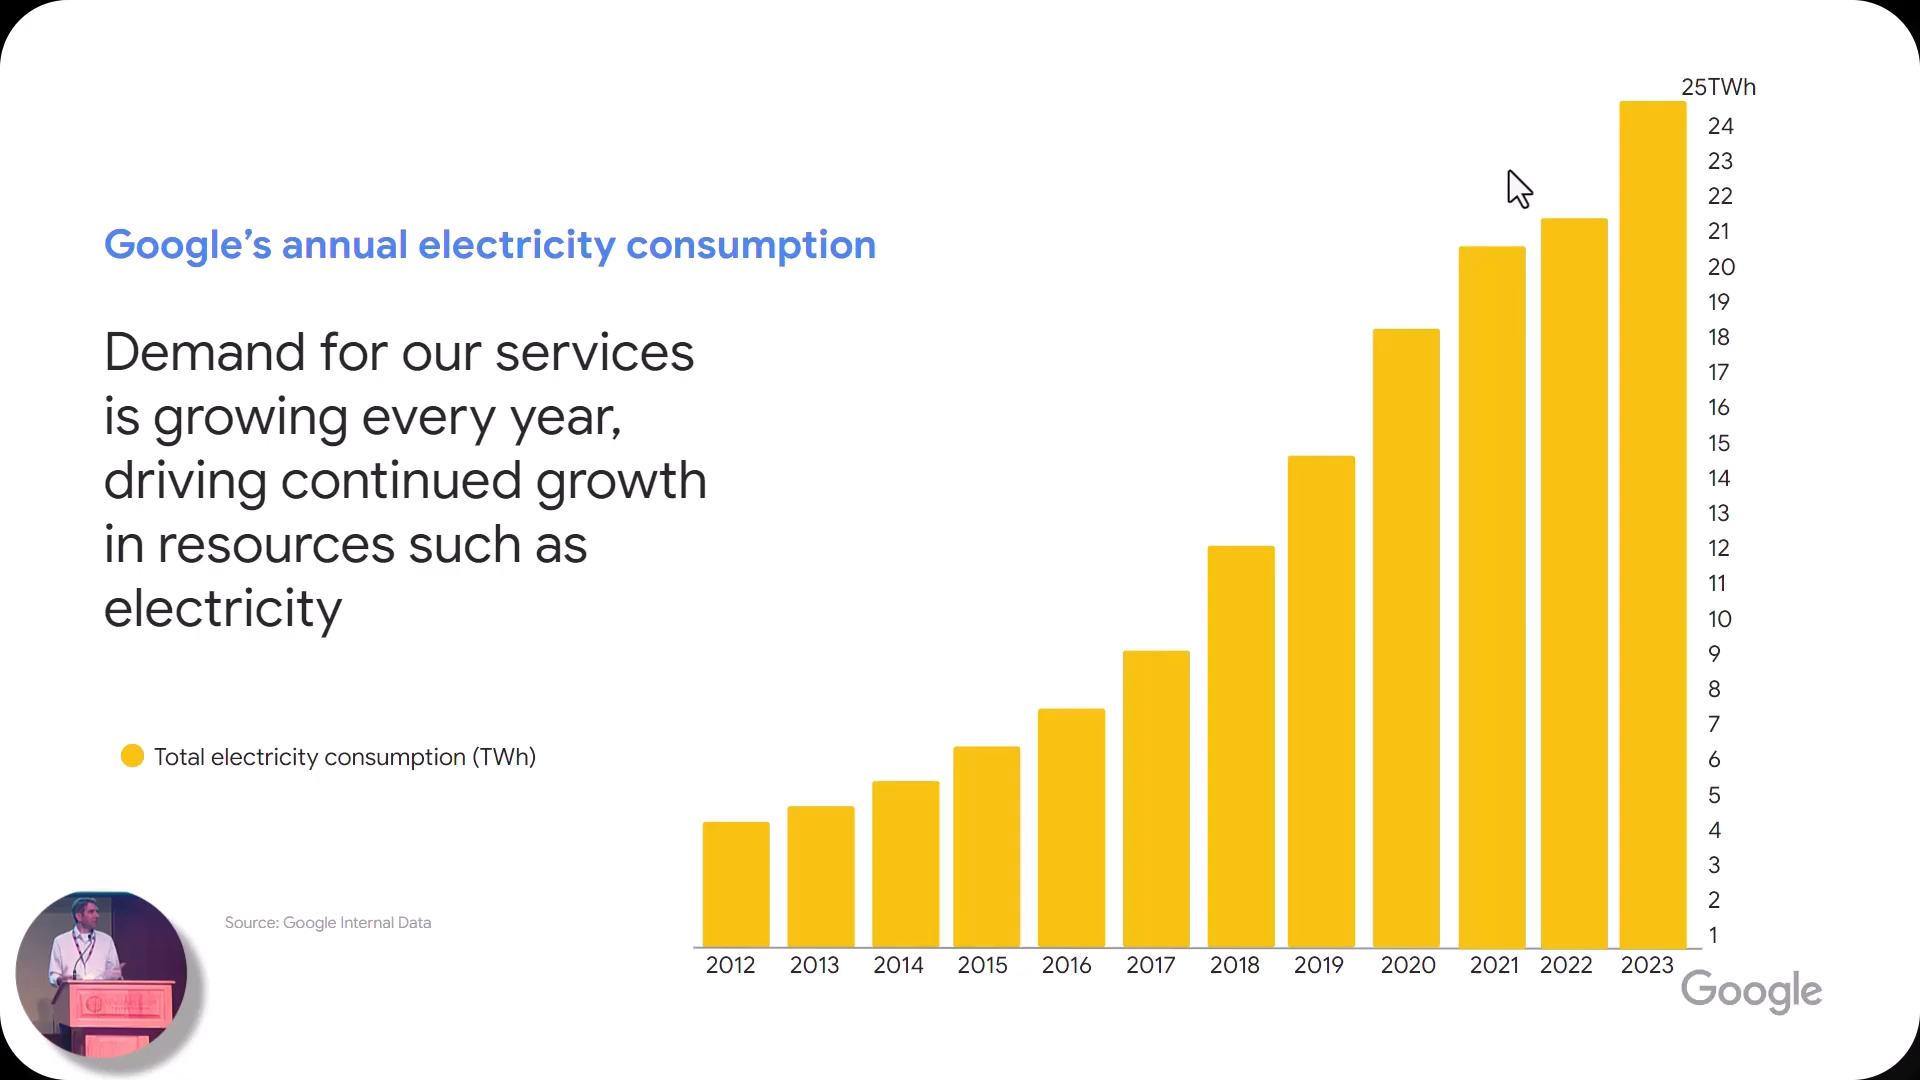 Google's annual electricity consumption
Demand for our services
is growing every year,
driving continued growth
in resources such as
electricity
Total electricity consumption (TWh)
Source: Google Internal Data
25TWh
24
23
22
21
20
19
18
17
16
15
14
13
12
11
10
9
8
7
6
5
4
3
2
1
2012 2013 2014 2015 2016 2017 2018 2019 2020 2021 2022 2023
Google